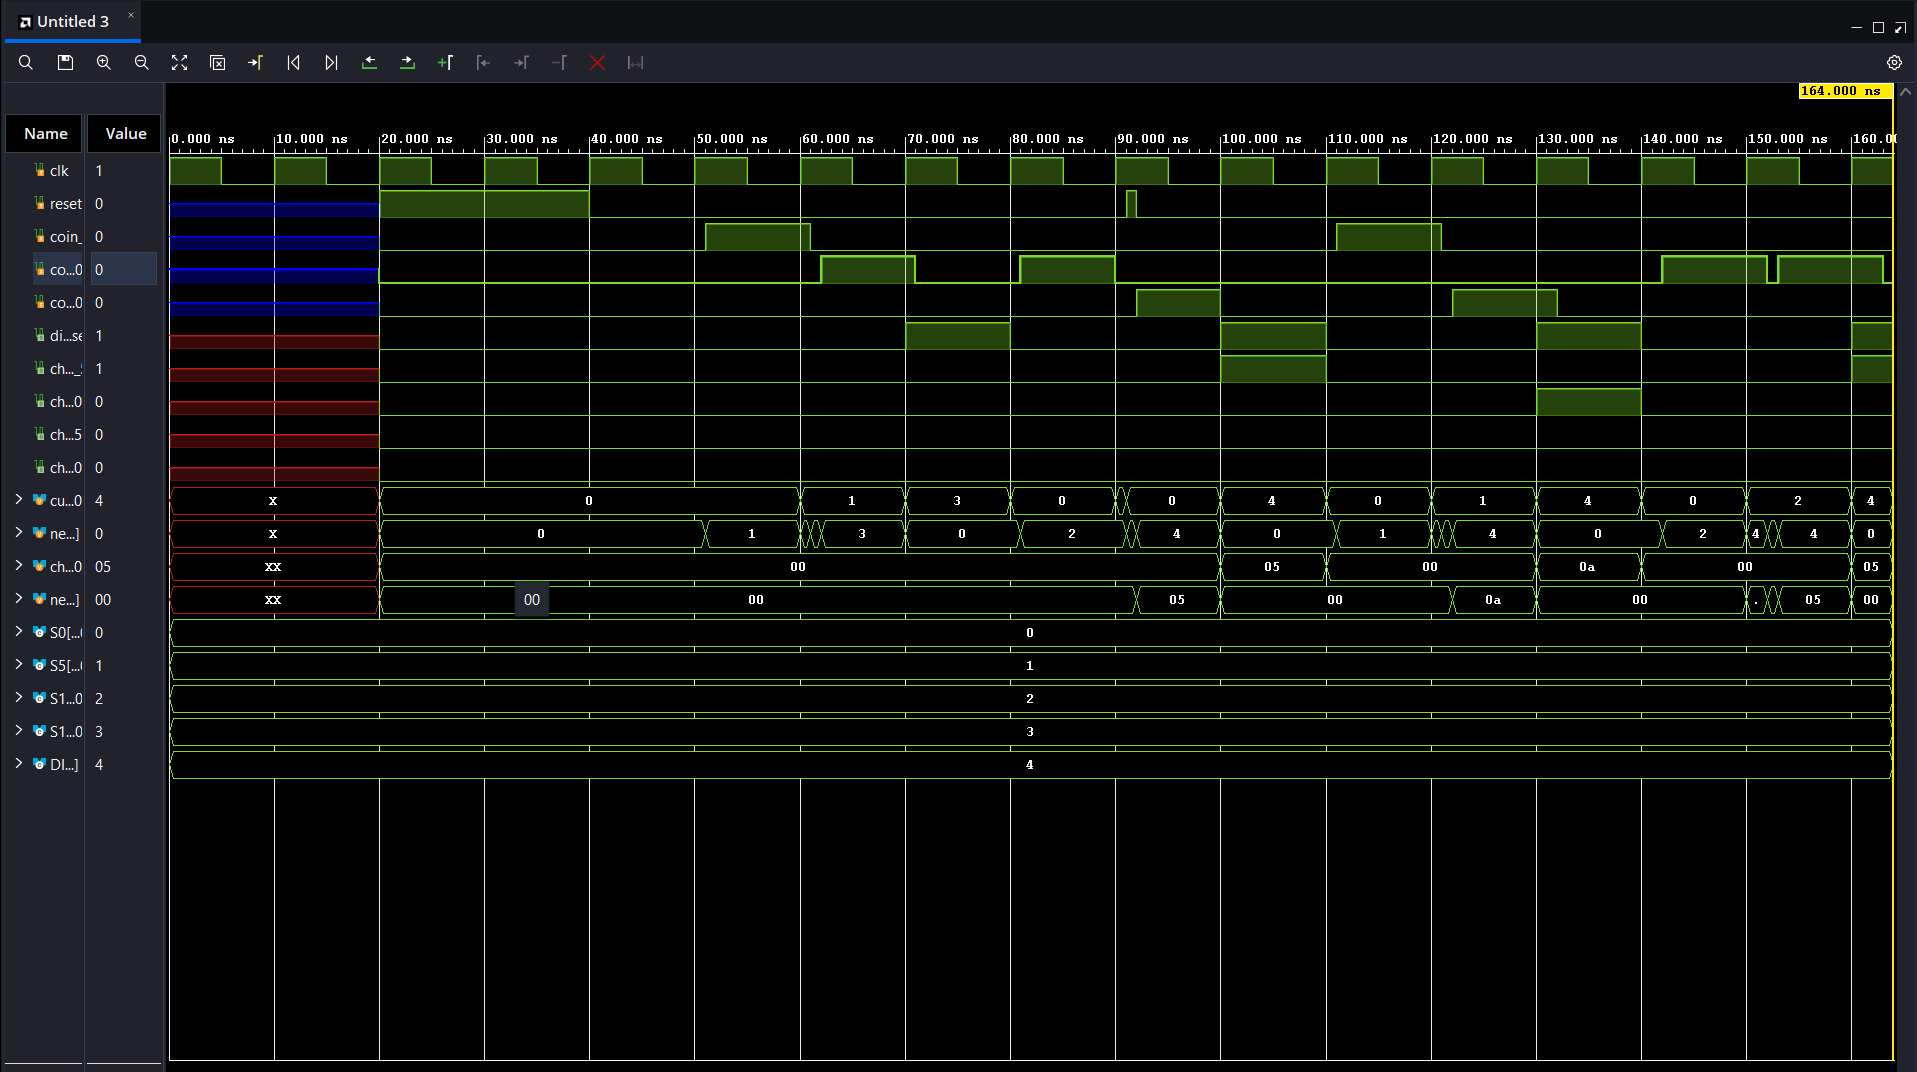 Untitled 3
164.000 ns
Name Value
0.000 ns 10.000 ns 20.000 ns 30.000 ns 40.000 ns 50.000 ns 60.000 ns 70.000 ns 80.000 ns 90.000 ns 100.000 ns 110.000 ns 120.000 ns 130.000 ns 140.000 ns 150.000 ns 160.0
clk 1
reset 0
coin_ 0
co...0 0
co...0 0
di...se 1
ch..._ 1
ch...0 0
ch...5 0
ch...0 0
cu...0 4 X 0 1 3 0 0 4 0 1 4 0 2 4
ne...] 0 X 0 1 3 0 2 4 0 1 4 0 2 4 4 0
ch...0 05 XX 00 05 00 0a 00 05
ne...] 00 XX 00 00 05 00 0a 00 . 05 00
S0[... 0 0
S5[... 1 1
S1...0 2 2
S1...0 3 3
DI...] 4 4